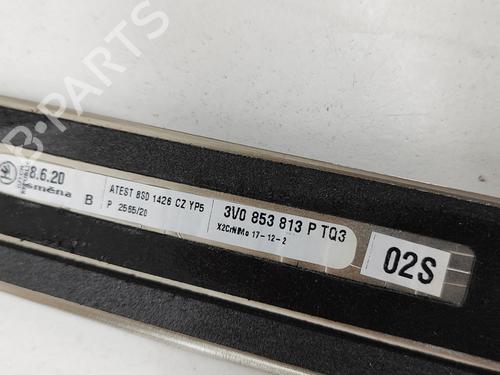 B-PARTS
8.6.20
směna
B
ATEST 8SD 1426 CZ YP5
P 2565/20
3V0 853 813 P TQ3
X2CrNiMo 17-12-2
02S